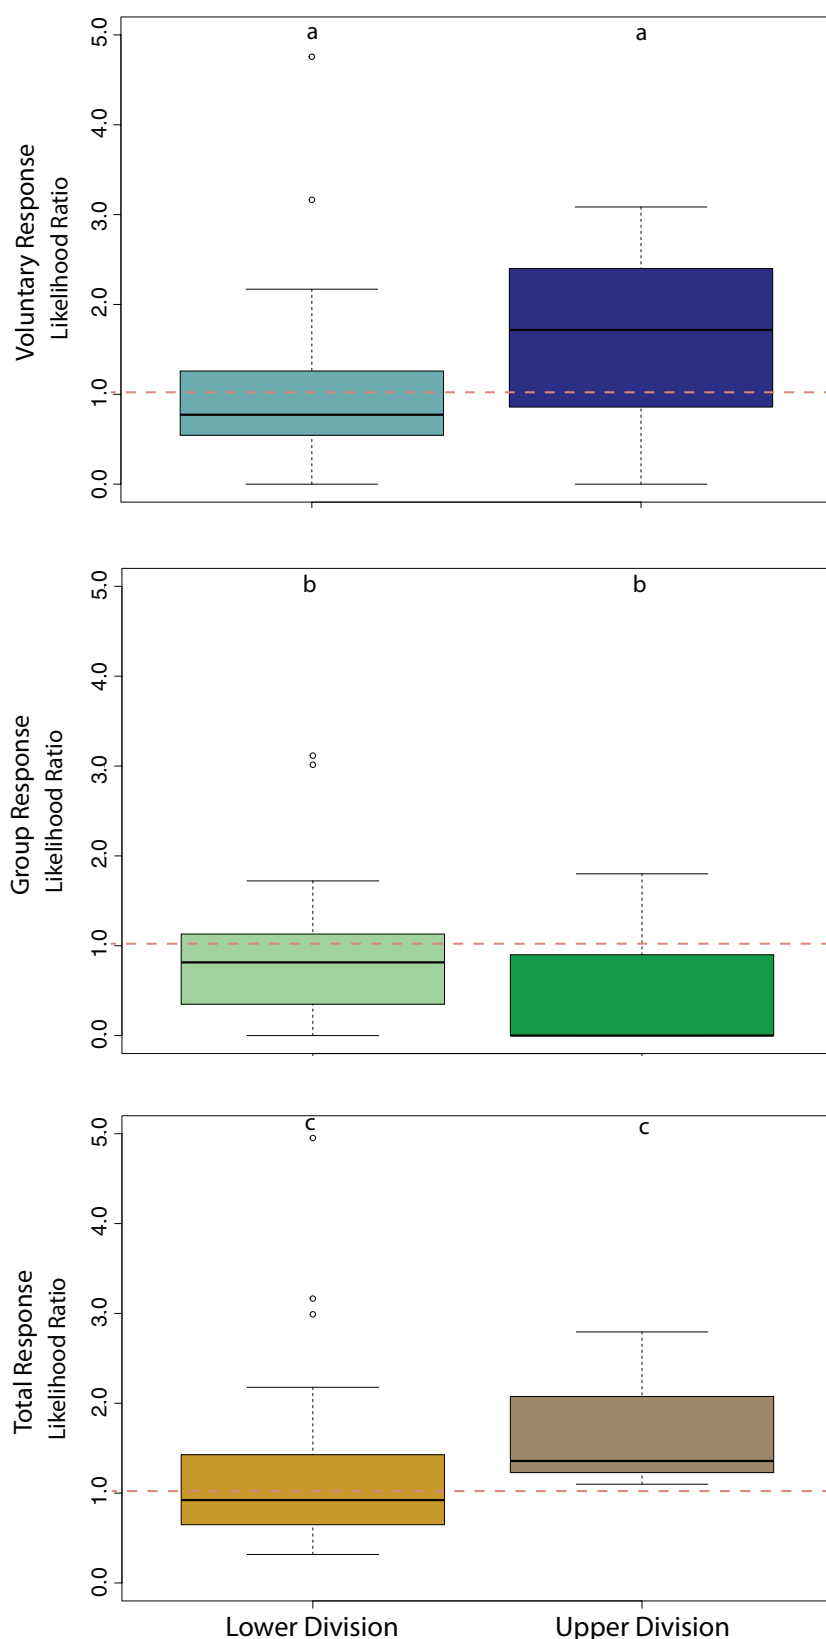 a a
5.0
4.0
3.0
2.0
1.0
0.0
Voluntary Response
Likelihood Ratio
b b
5.0
4.0
3.0
2.0
1.0
0.0
Group Response
Likelihood Ratio
c c
5.0
4.0
3.0
2.0
1.0
0.0
Total Response
Likelihood Ratio
Lower Division Upper Division